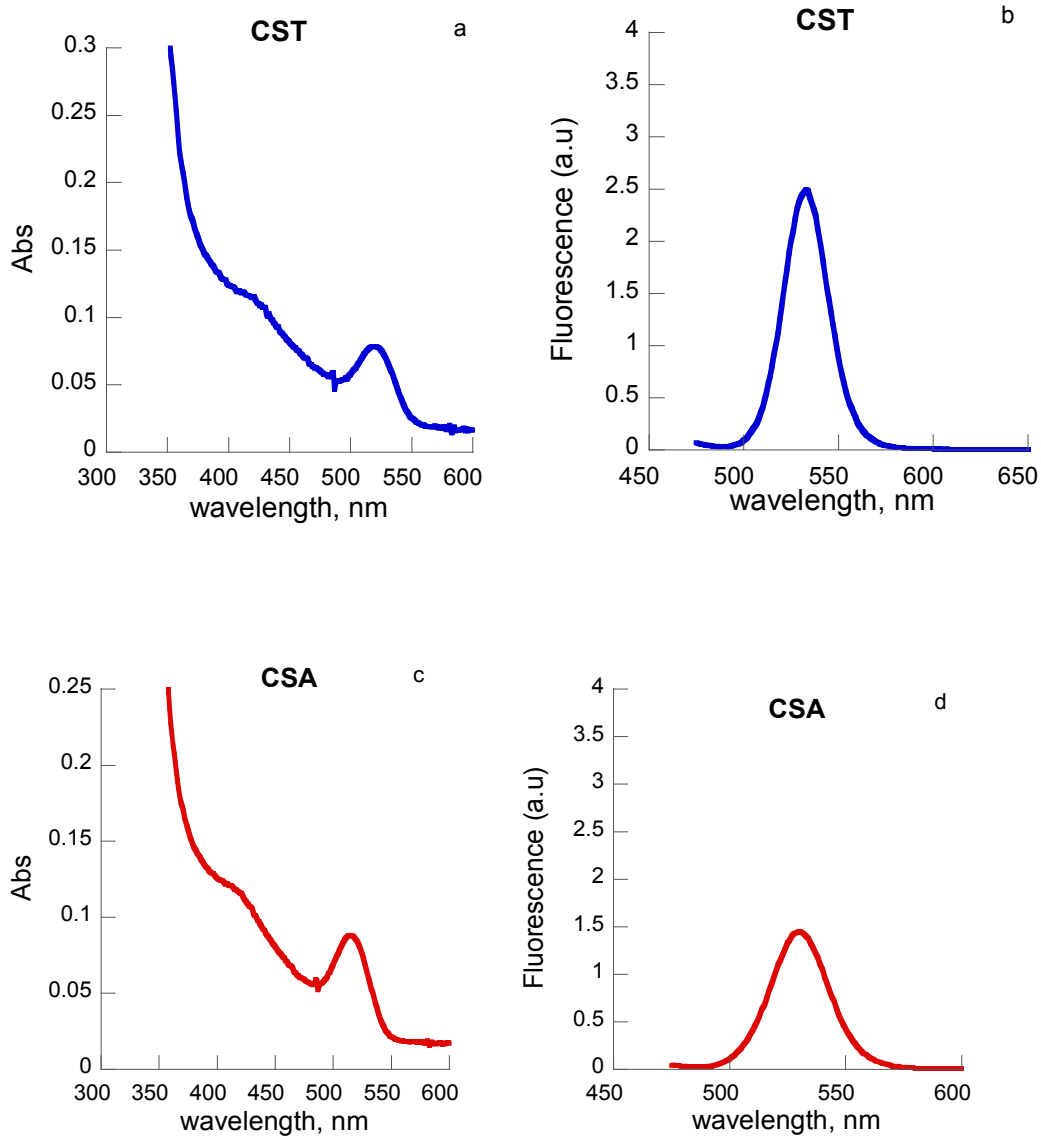 CST
a
0.3
0.25
0.2
0.15
0.1
0.05
0
Abs
300 350 400 450 500 550 600
wavelength, nm
CST
b
4
3.5
3
2.5
2
1.5
1
0.5
0
Fluorescence (a.u)
450 500 550 600 650
wavelength, nm
CSA
c
0.25
0.2
0.15
0.1
0.05
0
Abs
300 350 400 450 500 550 600
wavelength, nm
CSA
d
4
3.5
3
2.5
2
1.5
1
0.5
0
Fluorescence (a.u)
450 500 550 600
wavelength, nm